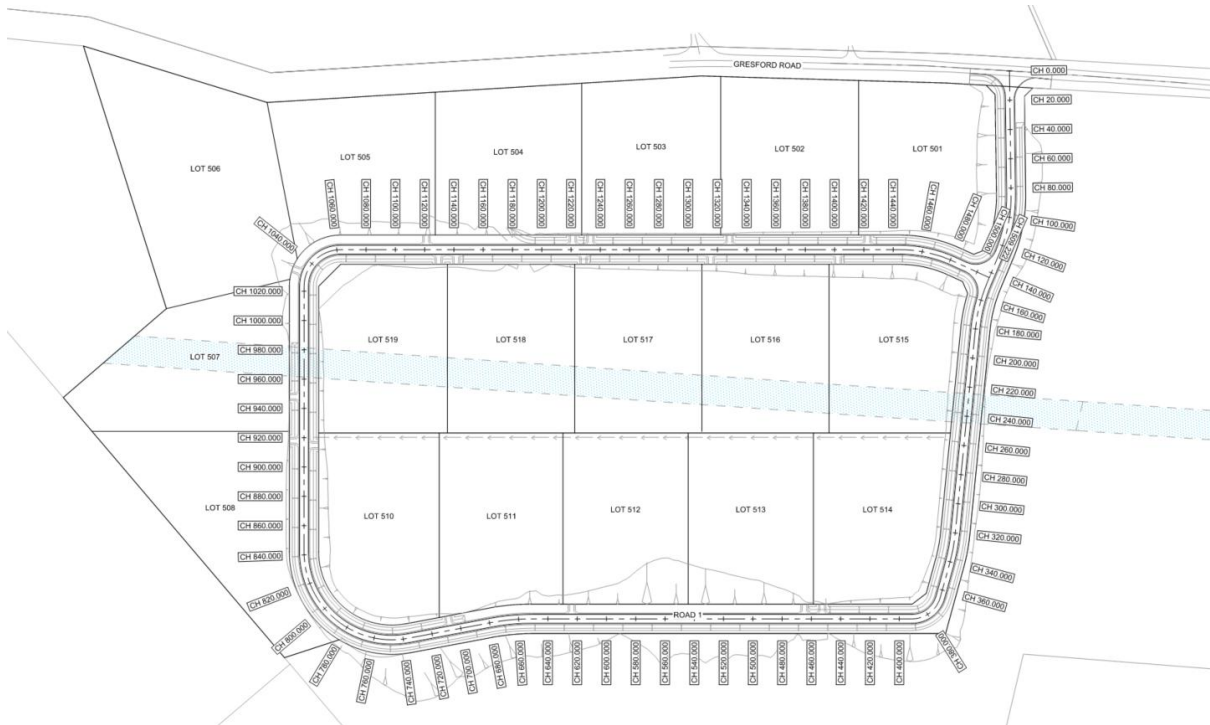 GRESFORD ROAD
CH 0.000
CH 20.000
CH 40.000
CH 60.000
CH 80.000
CH 100.000
CH 120.000
CH 140.000
CH 160.000
CH 180.000
CH 200.000
CH 220.000
CH 240.000
CH 260.000
CH 280.000
CH 300.000
CH 320.000
CH 340.000
CH 360.000
CH 380.000
CH 400.000
CH 420.000
CH 440.000
CH 460.000
CH 480.000
CH 500.000
CH 520.000
CH 540.000
CH 560.000
CH 580.000
CH 600.000
CH 620.000
CH 640.000
CH 660.000
CH 680.000
CH 700.000
CH 720.000
CH 740.000
CH 760.000
CH 780.000
CH 800.000
CH 820.000
CH 840.000
CH 860.000
CH 880.000
CH 900.000
CH 920.000
CH 940.000
CH 960.000
CH 980.000
CH 1000.000
CH 1020.000
CH 1040.000
CH 1060.000
CH 1080.000
CH 1100.000
CH 1120.000
CH 1140.000
CH 1160.000
CH 1180.000
CH 1200.000
CH 1220.000
CH 1240.000
CH 1260.000
CH 1280.000
CH 1300.000
CH 1320.000
CH 1340.000
CH 1360.000
CH 1380.000
CH 1400.000
CH 1420.000
CH 1440.000
CH 1460.000
CH 1480.000
CH 1500.000
LOT 506
LOT 505
LOT 504
LOT 503
LOT 502
LOT 501
LOT 507
LOT 519
LOT 518
LOT 517
LOT 516
LOT 515
LOT 508
LOT 510
LOT 511
LOT 512
LOT 513
LOT 514
ROAD 1